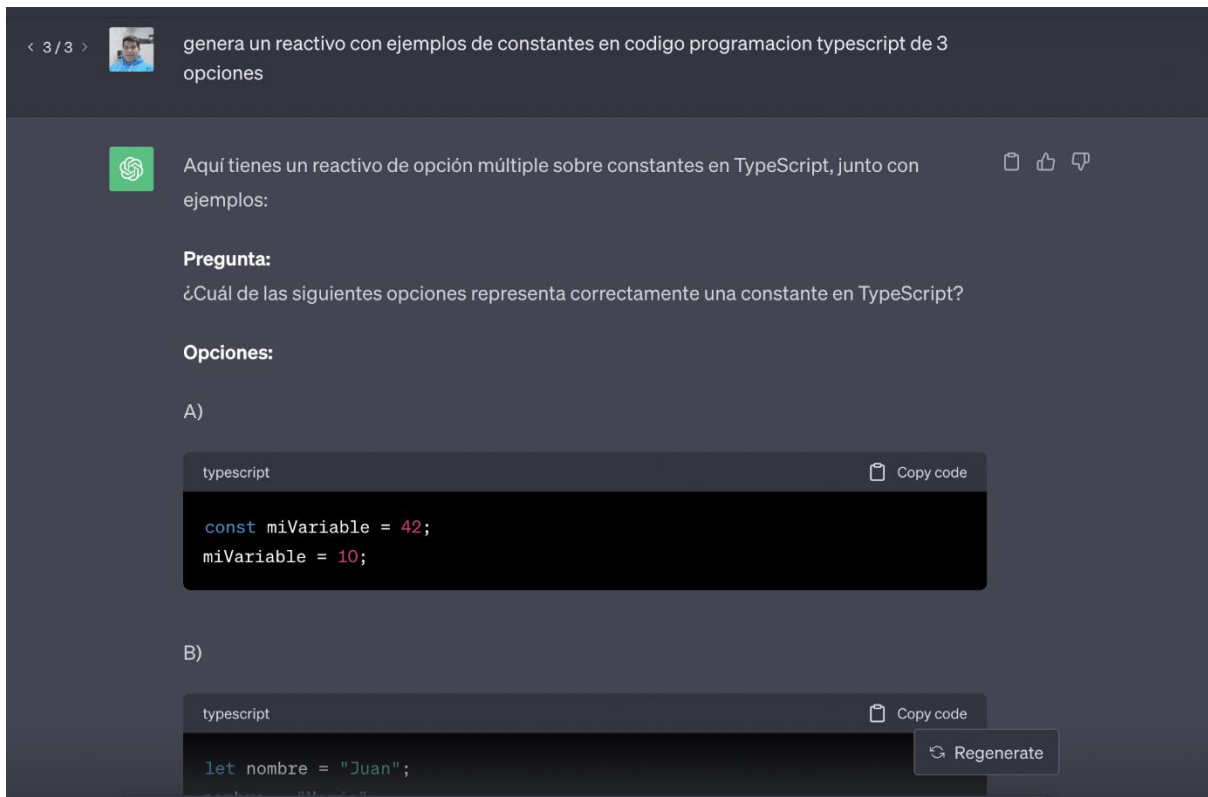 < 3 / 3 >
genera un reactivo con ejemplos de constantes en codigo programacion typescript de 3
opciones
Aquí tienes un reactivo de opción múltiple sobre constantes en TypeScript, junto con
ejemplos:
Pregunta:
¿Cuál de las siguientes opciones representa correctamente una constante en TypeScript?
Opciones:
A)
typescript Copy code
const miVariable = 42;
miVariable = 10;
B)
typescript Copy code
Regenerate
let nombre = "Juan";